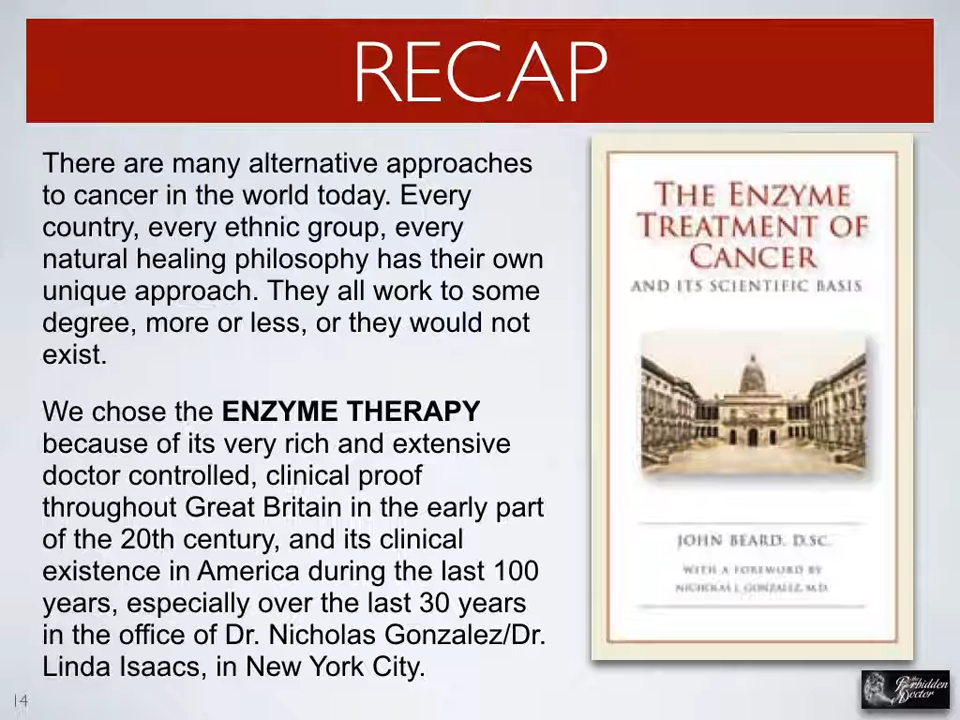 RECAP
There are many alternative approaches
to cancer in the world today. Every
country, every ethnic group, every
natural healing philosophy has their own
unique approach. They all work to some
degree, more or less, or they would not
exist.
We chose the ENZYME THERAPY
because of its very rich and extensive
doctor controlled, clinical proof
throughout Great Britain in the early part
of the 20th century, and its clinical
existence in America during the last 100
years, especially over the last 30 years
in the office of Dr. Nicholas Gonzalez/Dr.
Linda Isaacs, in New York City.
THE ENZYME
TREATMENT OF
CANCER
AND ITS SCIENTIFIC BASIS
JOHN BEARD, D.SC.
WITH A FOREWORD BY
NICHOLAS J. GONZALEZ, M.D.
14
the
Forbidden
Doctor